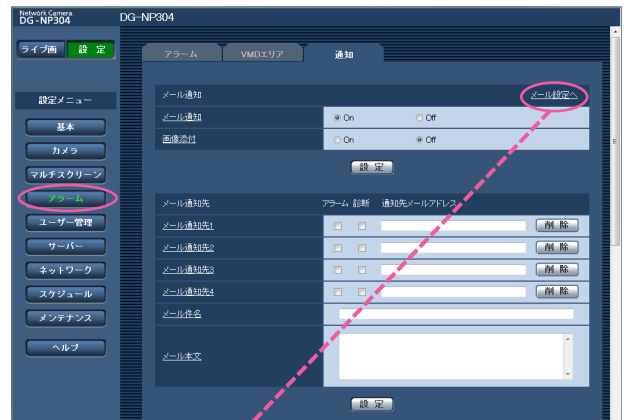 Network Camera
DG-NP304
DG-NP304
ライブ画 設 定
アラーム VMDエリア 通知
設定メニュー
基本
カメラ
マルチスクリーン
アラーム
ユーザー管理
サーバー
ネットワーク
スケジュール
メンテナンス
ヘルプ
メール通知 メール設定へ
メール通知 On Off
画像添付 On Off
設 定
メール通知先 アラーム 診断 通知先メールアドレス
メール通知先1 削 除
メール通知先2 削 除
メール通知先3 削 除
メール通知先4 削 除
メール件名
メール本文
設 定